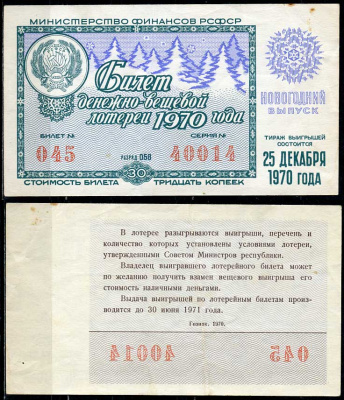 МИНИСТЕРСТВО ФИНАНСОВ РСФСР
Билет
денежно-вещевой
лотереи 1970 года
НОВОГОДНИЙ
ВЫПУСК
БИЛЕТ №
СЕРИЯ №
045
РАЗРЯД 058
40014
ТИРАЖ ВЫИГРЫШЕЙ
СОСТОИТСЯ
25 ДЕКАБРЯ
1970 ГОДА
30
СТОИМОСТЬ БИЛЕТА
ТРИДЦАТЬ КОПЕЕК
В лотерее разыгрываются выигрыши, перечень и
количество которых установлены условиями лотереи,
утвержденными Советом Министров республики.
Владелец выигравшего лотерейного билета может
по желанию получить взамен вещевого выигрыша его
стоимость наличными деньгами.
Выдача выигрышей по лотерейным билетам произ-
водится до 30 июня 1971 года.
Гознак. 1970.
40014
045